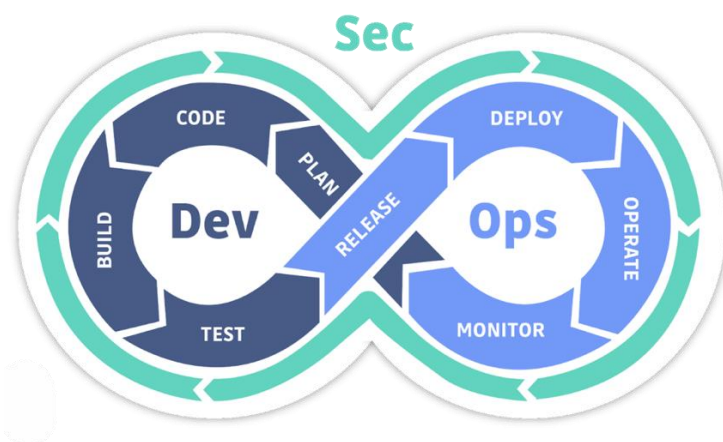 Sec
CODE
DEPLOY
PLAN
RELEASE
Dev
Ops
BUILD
OPERATE
TEST
MONITOR